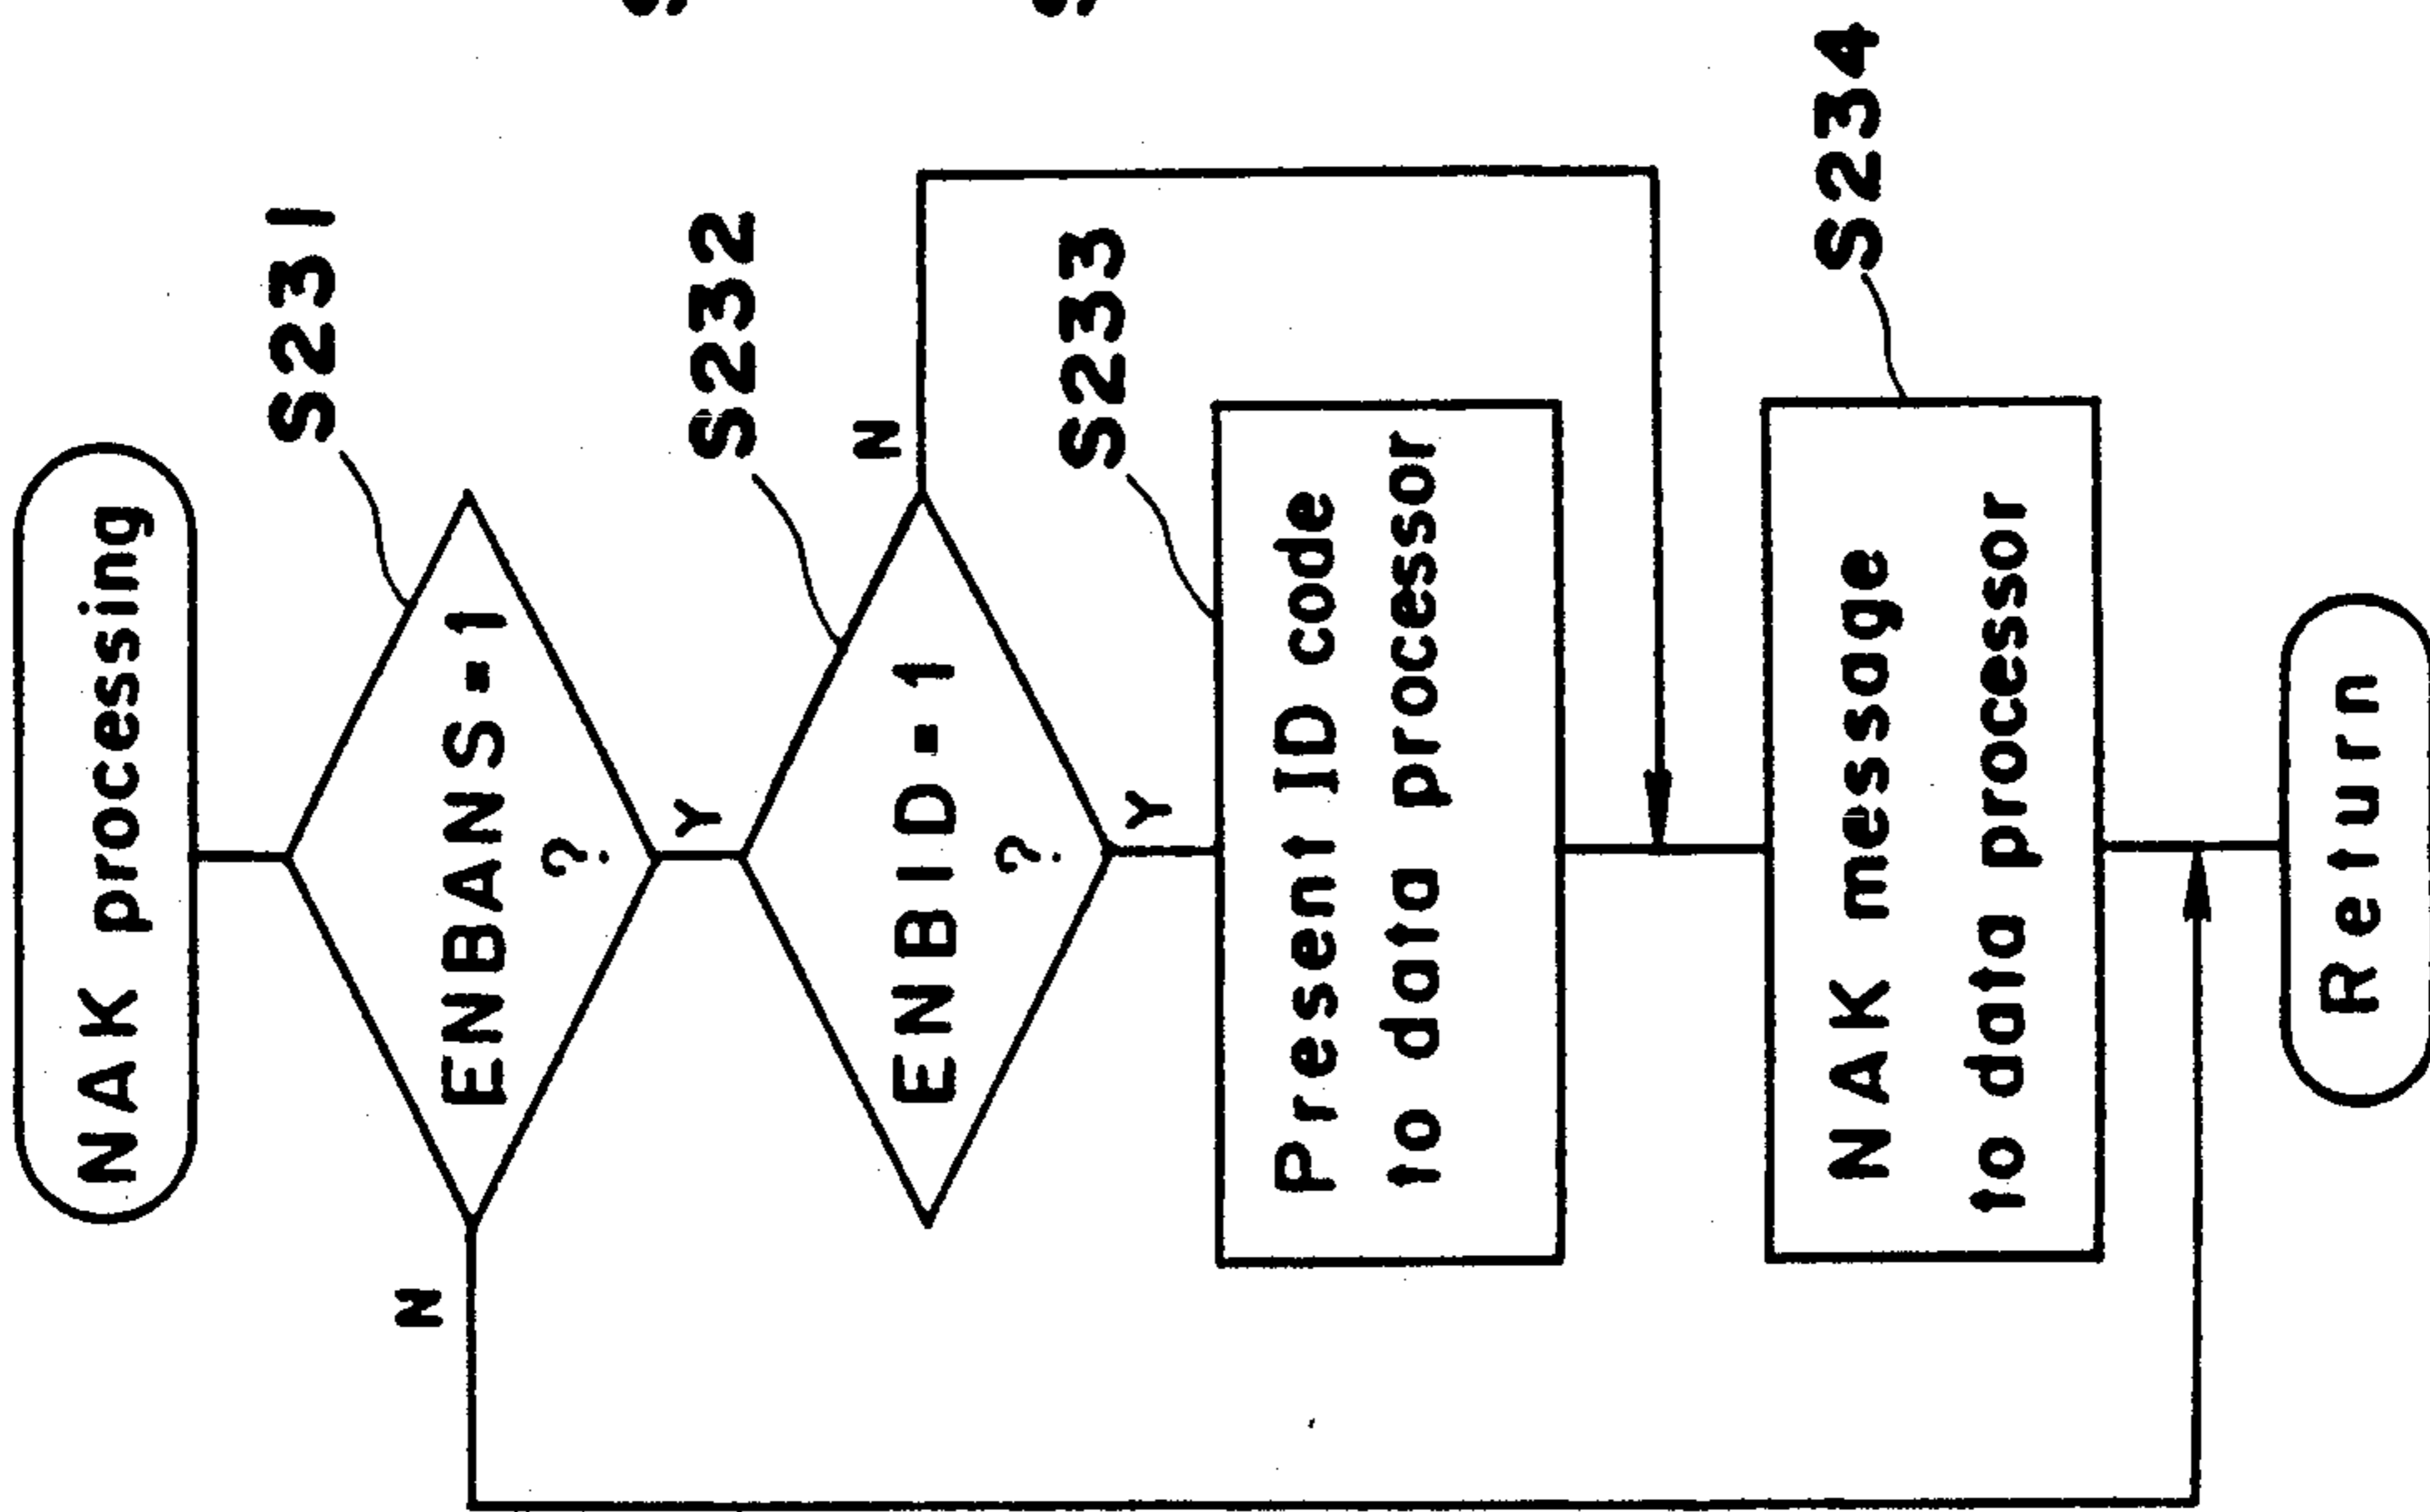 NAK processing
S231
ENBANS=1
?
N
Y
S232
ENBID=1
?
N
Y
S233
Present ID code
to data processor
S234
NAK message
to data processor
Return